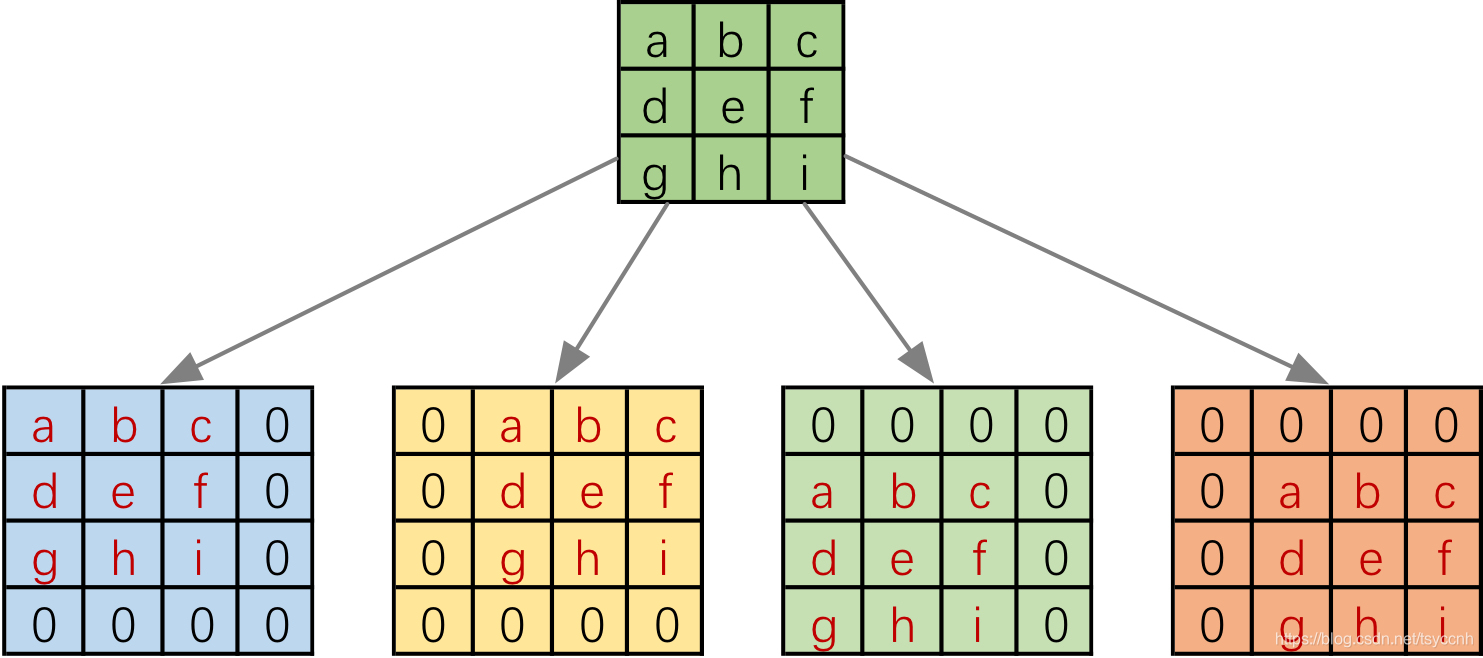 a b c
d e f
g h i
a b c 0
d e f 0
g h i 0
0 0 0 0
0 a b c
0 d e f
0 g h i
0 0 0 0
0 0 0 0
a b c 0
d e f 0
g h i 0
0 0 0 0
0 a b c
0 d e f
0 g h i
https://blog.csdn.net/tsyccnh